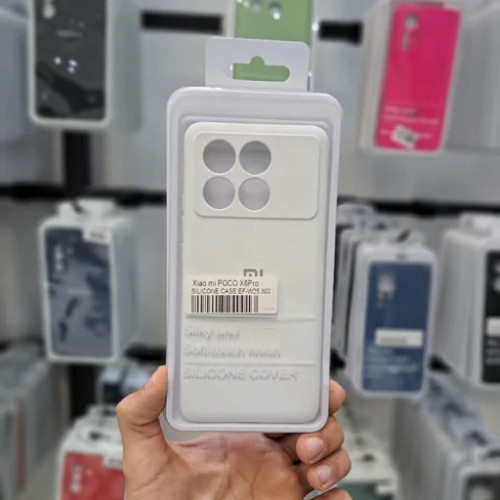 mi
Xiao mi POCO X6Pro
SILICONE CASE EF-W25.300
Silky and
Soft-touch finish
SILICONE COVER